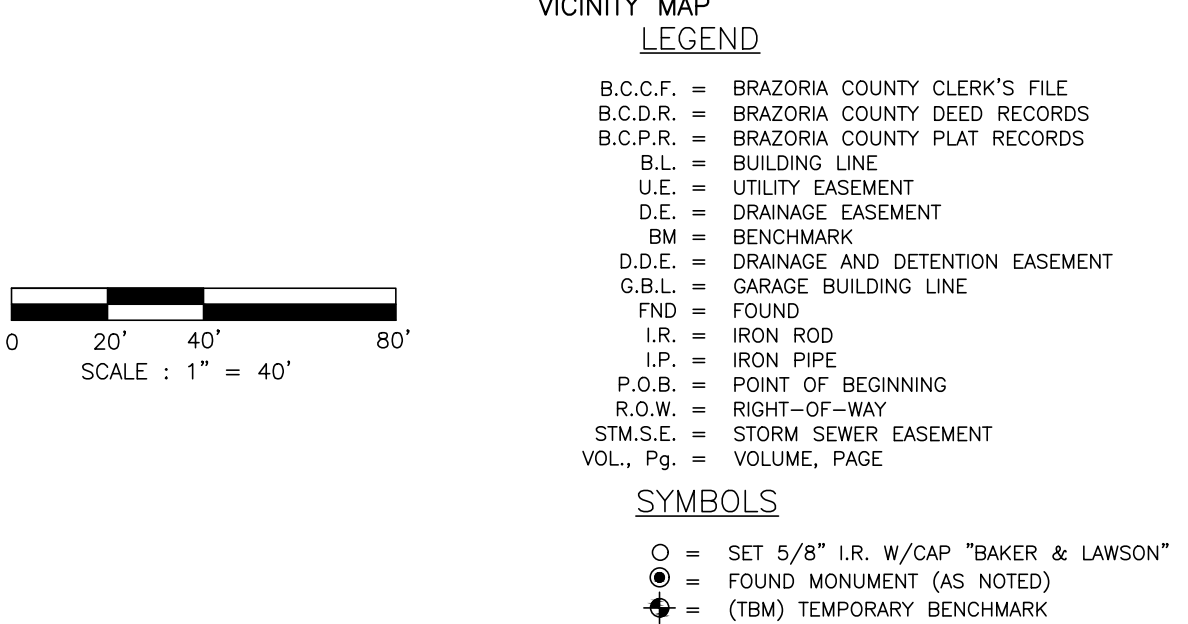 VICINITY MAP
LEGEND
B.C.C.F. = BRAZORIA COUNTY CLERK'S FILE
B.C.D.R. = BRAZORIA COUNTY DEED RECORDS
B.C.P.R. = BRAZORIA COUNTY PLAT RECORDS
B.L. = BUILDING LINE
U.E. = UTILITY EASEMENT
D.E. = DRAINAGE EASEMENT
BM = BENCHMARK
D.D.E. = DRAINAGE AND DETENTION EASEMENT
G.B.L. = GARAGE BUILDING LINE
FND = FOUND
I.R. = IRON ROD
I.P. = IRON PIPE
P.O.B. = POINT OF BEGINNING
R.O.W. = RIGHT-OF-WAY
STM.S.E. = STORM SEWER EASEMENT
VOL., Pg. = VOLUME, PAGE
0 20' 40' 80'
SCALE : 1" = 40'
SYMBOLS
= SET 5/8" I.R. W/CAP "BAKER & LAWSON"
= FOUND MONUMENT (AS NOTED)
= (TBM) TEMPORARY BENCHMARK